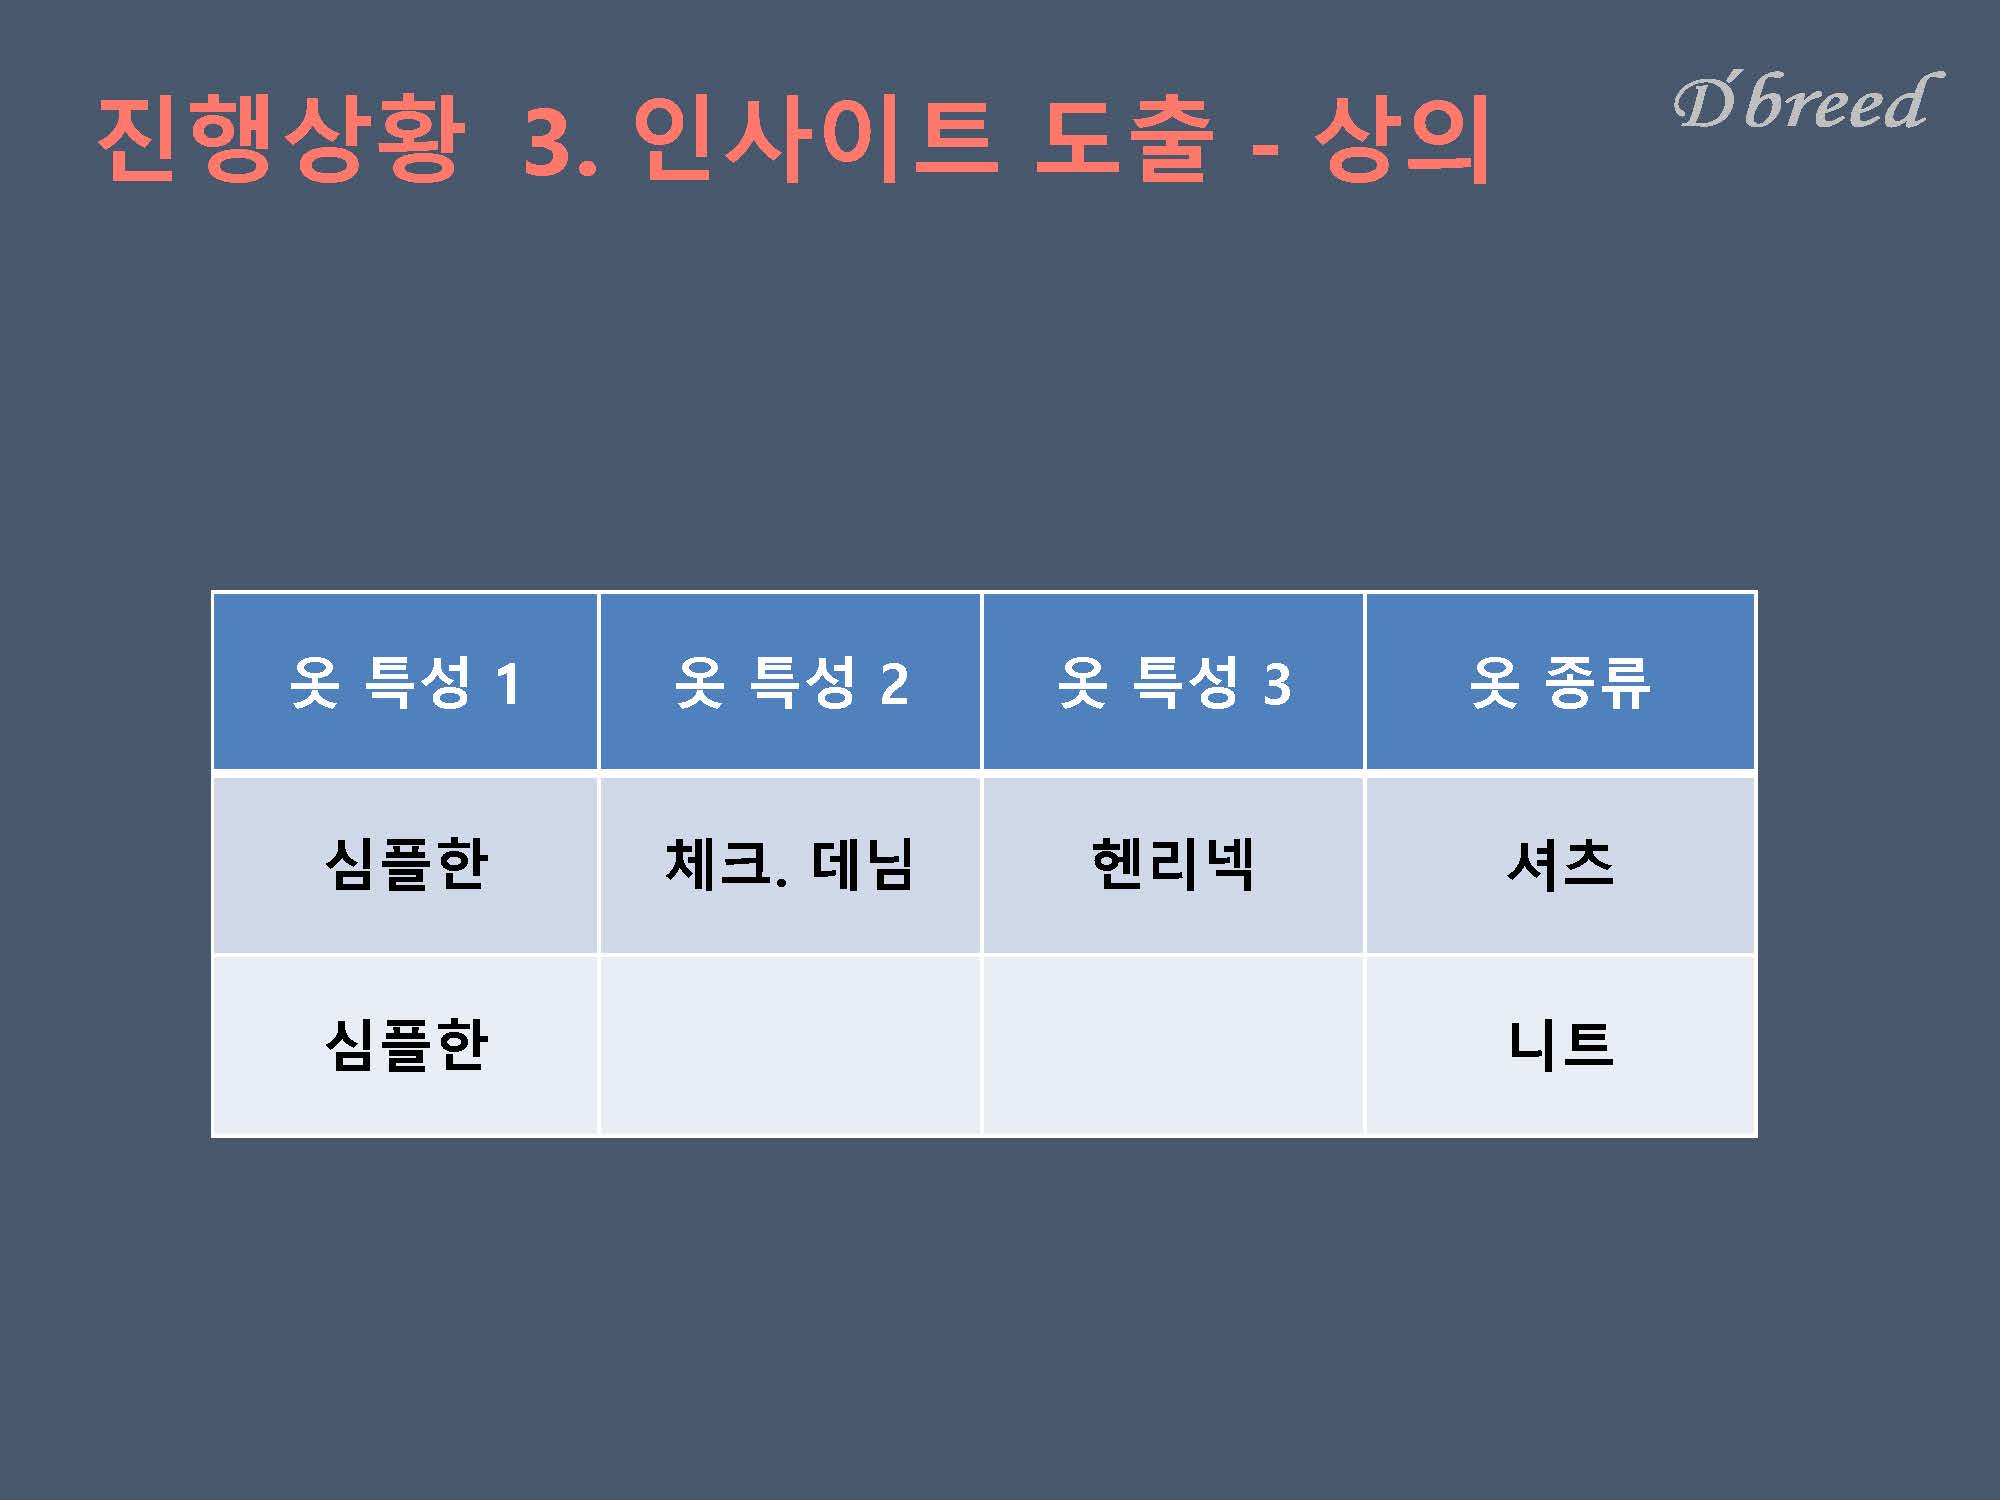 진행상황 3. 인사이트 도출 - 상의
D´breed
옷 특성 1 옷 특성 2 옷 특성 3 옷 종류
심플한 체크. 데님 헨리넥 셔츠
심플한 니트